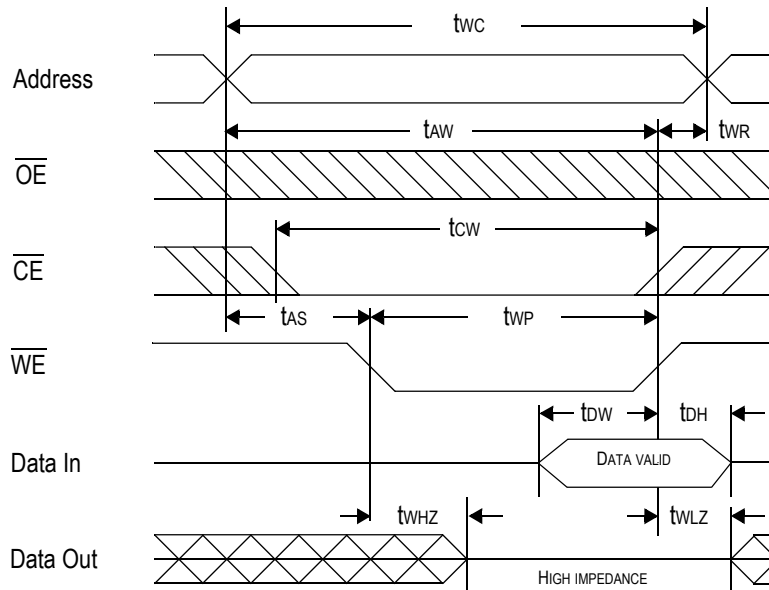 tWC
Address
tAW
tWR
OE
tCW
CE
tAS
tWP
WE
tDW
tDH
Data In
DATA VALID
tWHZ
tWLZ
Data Out
HIGH IMPEDANCE